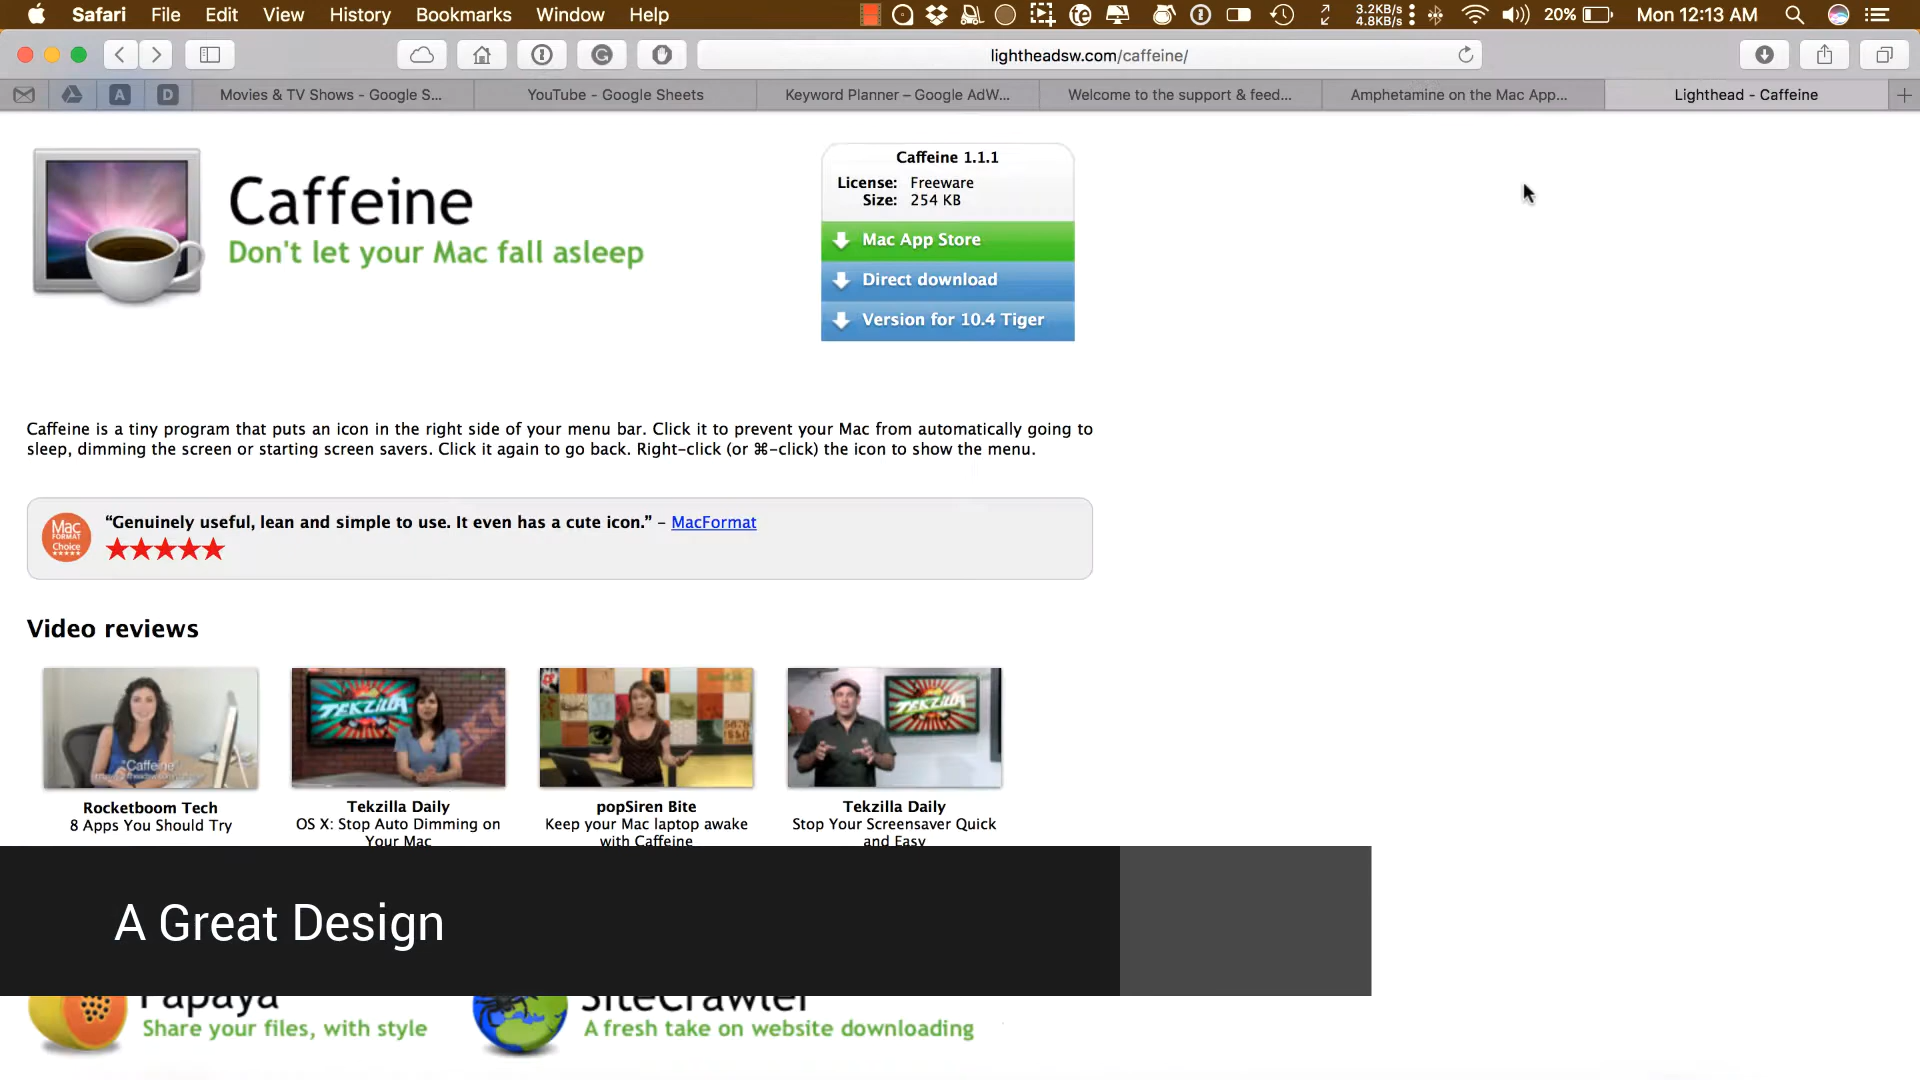 Safari File Edit View History Bookmarks Window Help
3.2KB/s
4.8KB/s
20%
Mon 12:13 AM
lightheadsw.com/caffeine/
A
D
Movies & TV Shows - Google S...
YouTube - Google Sheets
Keyword Planner – Google AdW...
Welcome to the support & feed...
Amphetamine on the Mac App...
Lighthead - Caffeine
Caffeine
Don't let your Mac fall asleep
Caffeine 1.1.1
License: Freeware
Size: 254 KB
Mac App Store
Direct download
Version for 10.4 Tiger
Caffeine is a tiny program that puts an icon in the right side of your menu bar. Click it to prevent your Mac from automatically going to
sleep, dimming the screen or starting screen savers. Click it again to go back. Right-click (or ⌘-click) the icon to show the menu.
Mac
FORMAT
Choice
“Genuinely useful, lean and simple to use. It even has a cute icon.” – MacFormat
Video reviews
"Caffeine"
TEKZILLA
TEKZILLA
Rocketboom Tech
8 Apps You Should Try
Tekzilla Daily
OS X: Stop Auto Dimming on
Your Mac
popSiren Bite
Keep your Mac laptop awake
with Caffeine
Tekzilla Daily
Stop Your Screensaver Quick
and Easy
A Great Design
Papaya
Share your files, with style
SiteCrawler
A fresh take on website downloading